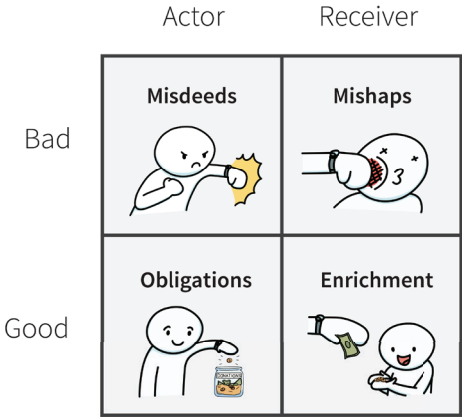 Actor Receiver
Misdeeds Mishaps
Bad
Obligations Enrichment
DONATIONS
Good